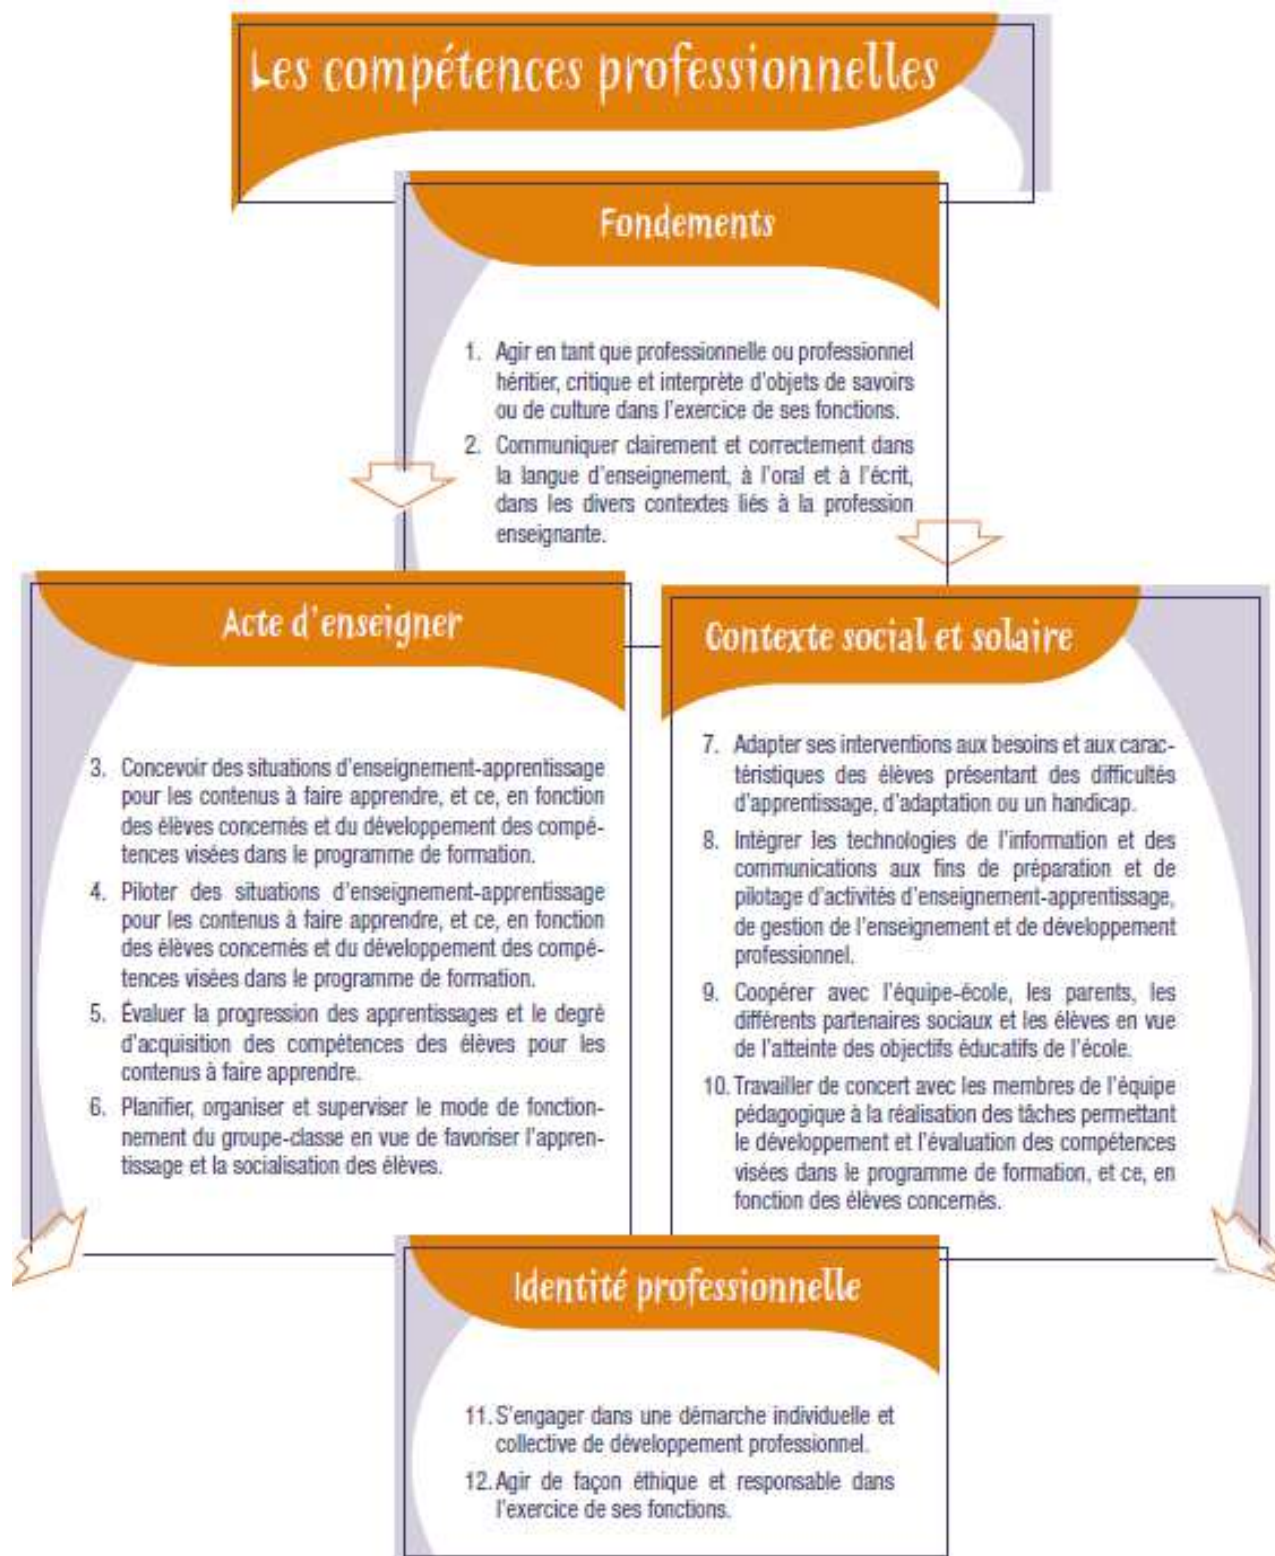 Les compétences professionnelles
Fondements
1. Agir en tant que professionnelle ou professionnel
héritier, critique et interprète d'objets de savoirs
ou de culture dans l'exercice de ses fonctions.
2. Communiquer clairement et correctement dans
la langue d'enseignement, à l'oral et à l'écrit,
dans les divers contextes liés à la profession
enseignante.
Acte d'enseigner
3. Concevoir des situations d'enseignement-apprentissage
pour les contenus à faire apprendre, et ce, en fonction
des élèves concernés et du développement des compé-
tences visées dans le programme de formation.
4. Piloter des situations d'enseignement-apprentissage
pour les contenus à faire apprendre, et ce, en fonction
des élèves concernés et du développement des compé-
tences visées dans le programme de formation.
5. Évaluer la progression des apprentissages et le degré
d'acquisition des compétences des élèves pour les
contenus à faire apprendre.
6. Planifier, organiser et superviser le mode de fonction-
nement du groupe-classe en vue de favoriser l'appren-
tissage et la socialisation des élèves.
Contexte social et solaire
7. Adapter ses interventions aux besoins et aux carac-
téristiques des élèves présentant des difficultés
d'apprentissage, d'adaptation ou un handicap.
8. Intégrer les technologies de l'information et des
communications aux fins de préparation et de
pilotage d'activités d'enseignement-apprentissage,
de gestion de l'enseignement et de développement
professionnel.
9. Coopérer avec l'équipe-école, les parents, les
différents partenaires sociaux et les élèves en vue
de l'atteinte des objectifs éducatifs de l'école.
10. Travailler de concert avec les membres de l'équipe
pédagogique à la réalisation des tâches permettant
le développement et l'évaluation des compétences
visées dans le programme de formation, et ce, en
fonction des élèves concernés.
Identité professionnelle
11. S'engager dans une démarche individuelle et
collective de développement professionnel.
12. Agir de façon éthique et responsable dans
l'exercice de ses fonctions.